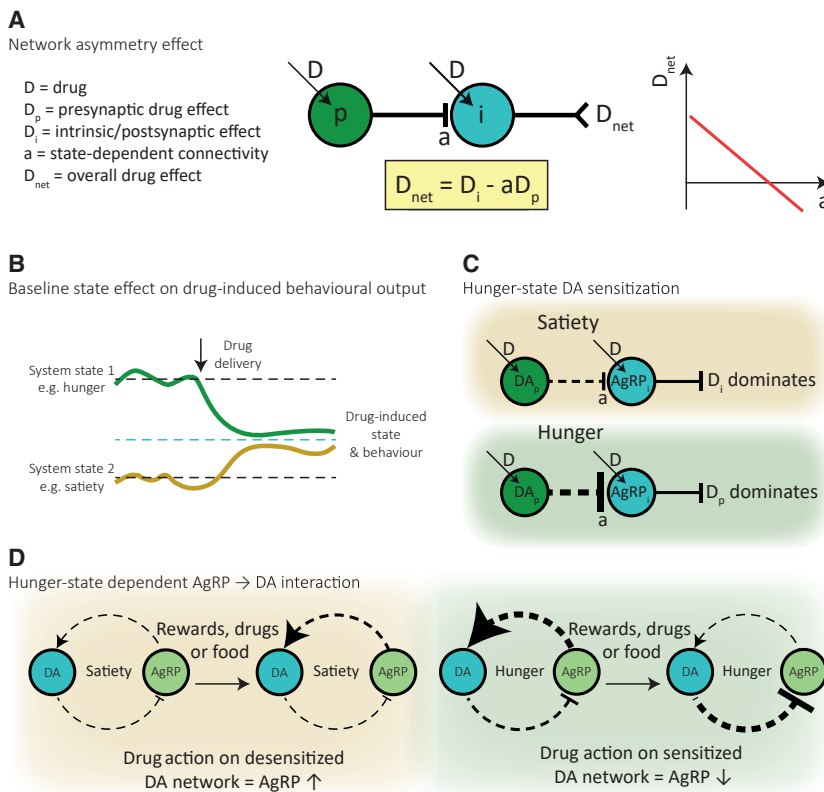 A
Network asymmetry effect
D = drug
Dp = presynaptic drug effect
Di = intrinsic/postsynaptic effect
a = state-dependent connectivity
Dnet = overall drug effect
D
D
p
i
a
Dnet
Dnet = Di - aDp
Dnet
a
B
Baseline state effect on drug-induced behavioural output
System state 1
e.g. hunger
Drug
delivery
Drug-induced
state
& behaviour
System state 2
e.g. satiety
C
Hunger-state DA sensitization
Satiety
D
D
DAp
AgRPi
a
Di dominates
Hunger
D
D
DAp
AgRPi
a
Dp dominates
D
Hunger-state dependent AgRP → DA interaction
DA
Satiety
AgRP
Rewards, drugs
or food
DA
Satiety
AgRP
Drug action on desensitized
DA network = AgRP ↑
DA
Hunger
AgRP
Rewards, drugs
or food
DA
Hunger
AgRP
Drug action on sensitized
DA network = AgRP ↓